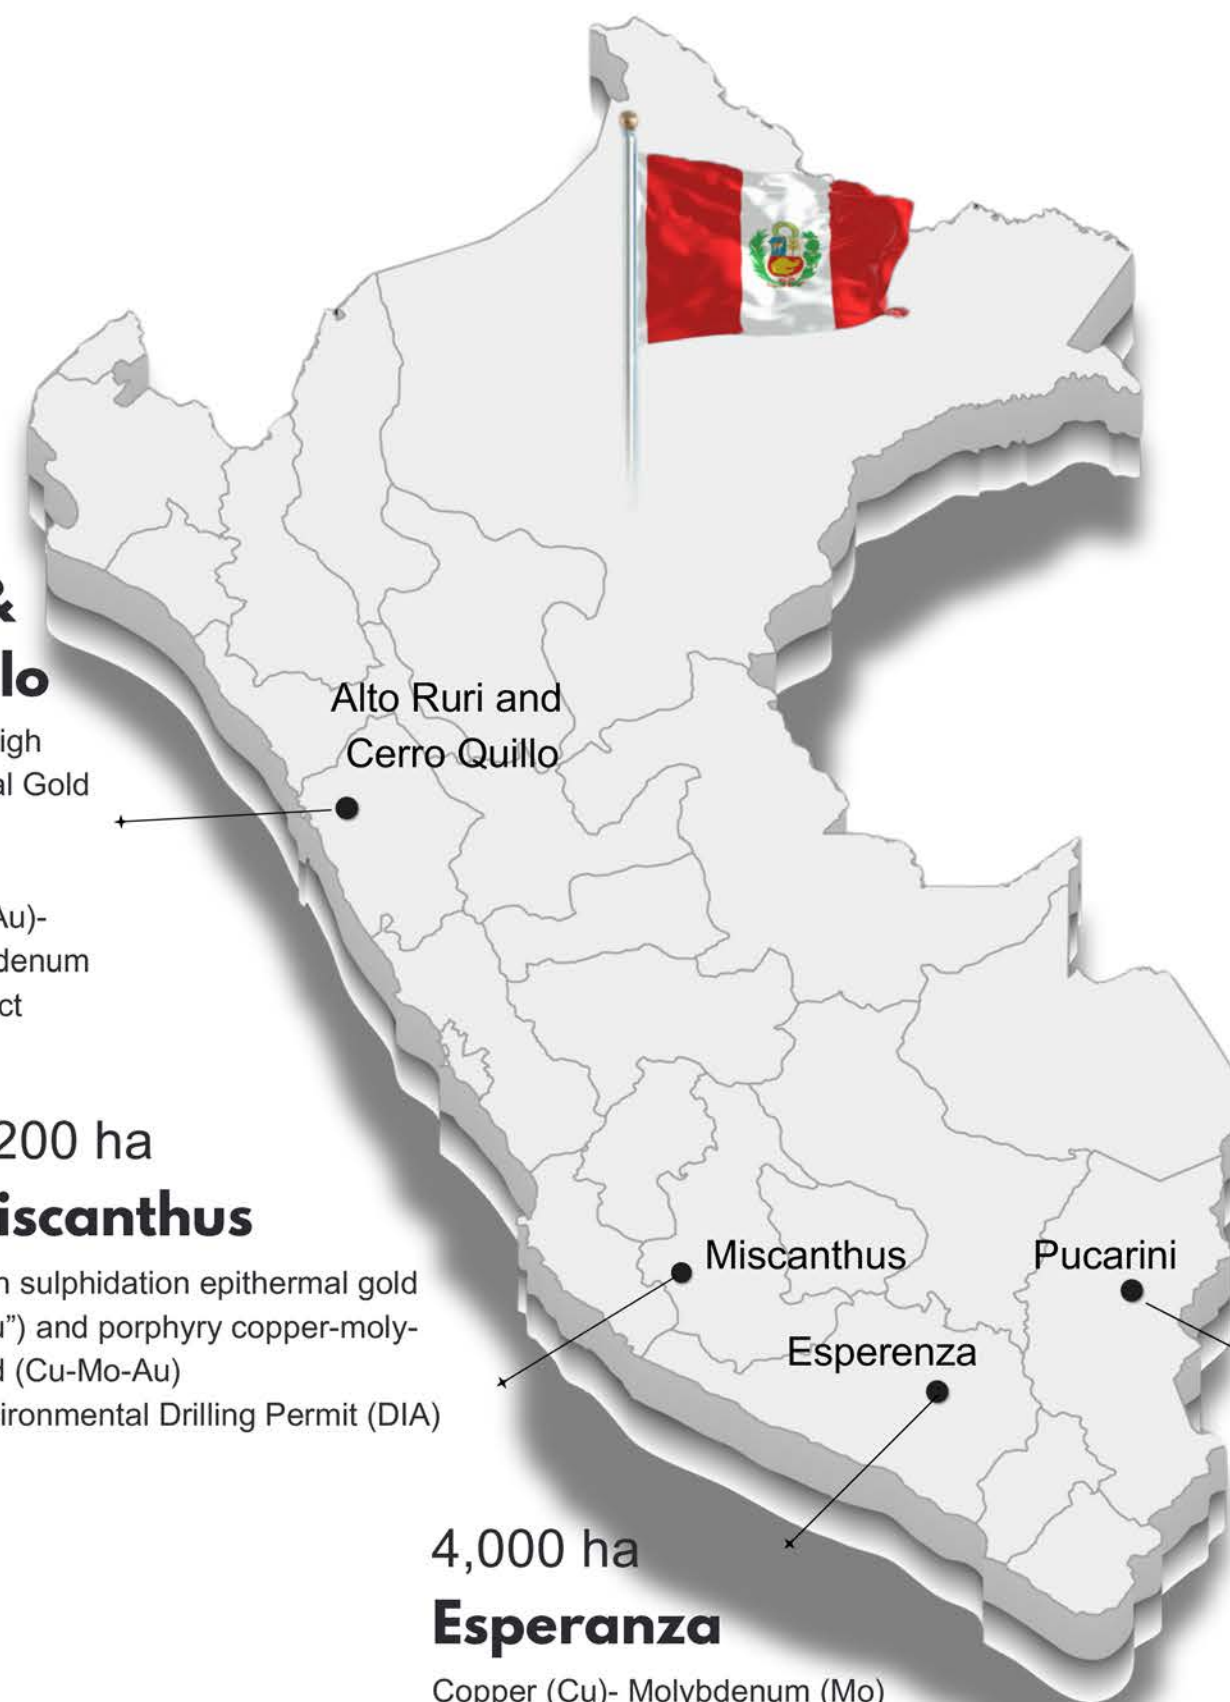 &
lo
igh
al Gold
Au)-
denum
ct
Alto Ruri and
Cerro Quillo
200 ha
iscanthus
n sulphidation epithermal gold
u”) and porphyry copper-moly-
d (Cu-Mo-Au)
ironmental Drilling Permit (DIA)
Miscanthus
Pucarini
Esperenza
4,000 ha
Esperanza
Copper (Cu)- Molybdenum (Mo)